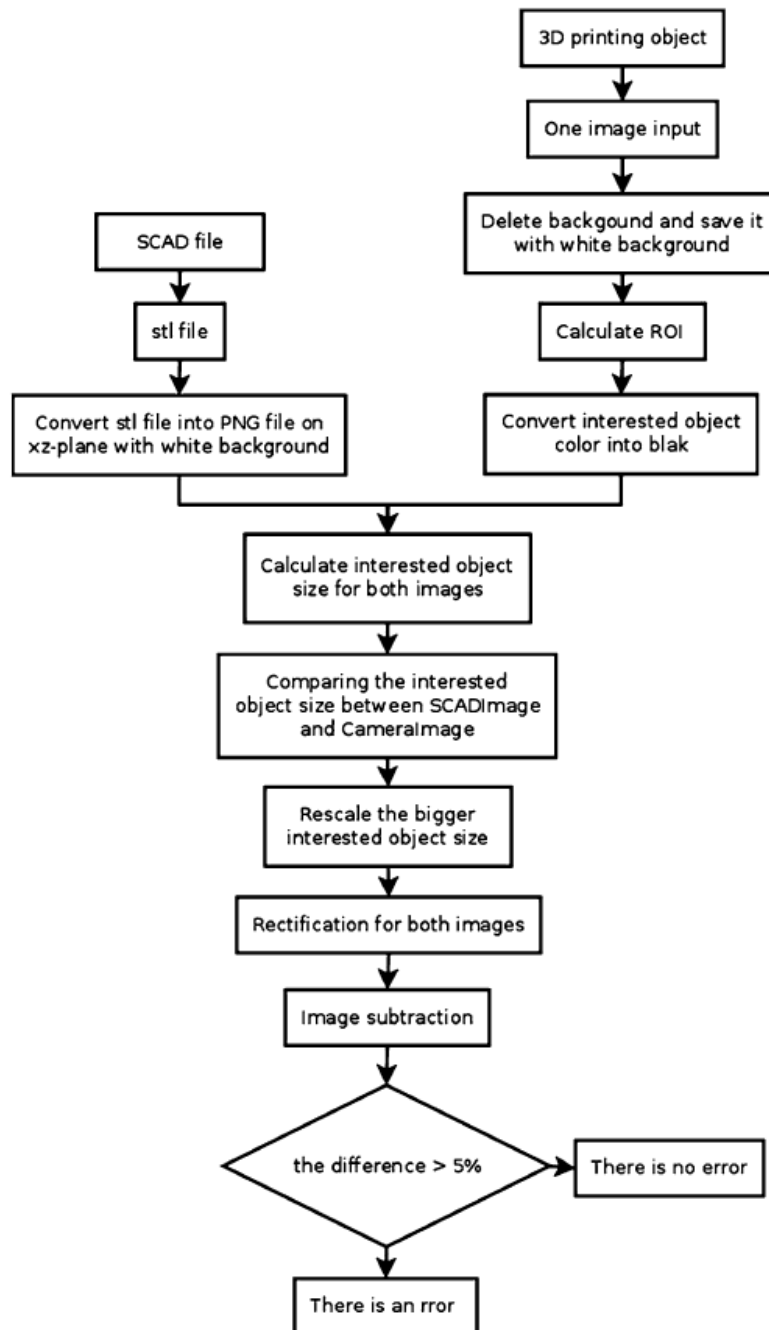 3D printing object
One image input
Delete backgound and save it
with white background
SCAD file
stl file
Calculate ROI
Convert stl file into PNG file on
xz-plane with white background
Convert interested object
color into blak
Calculate interested object
size for both images
Comparing the interested
object size between SCADImage
and CameraImage
Rescale the bigger
interested object size
Rectification for both images
Image subtraction
the difference > 5%
There is no error
There is an rror